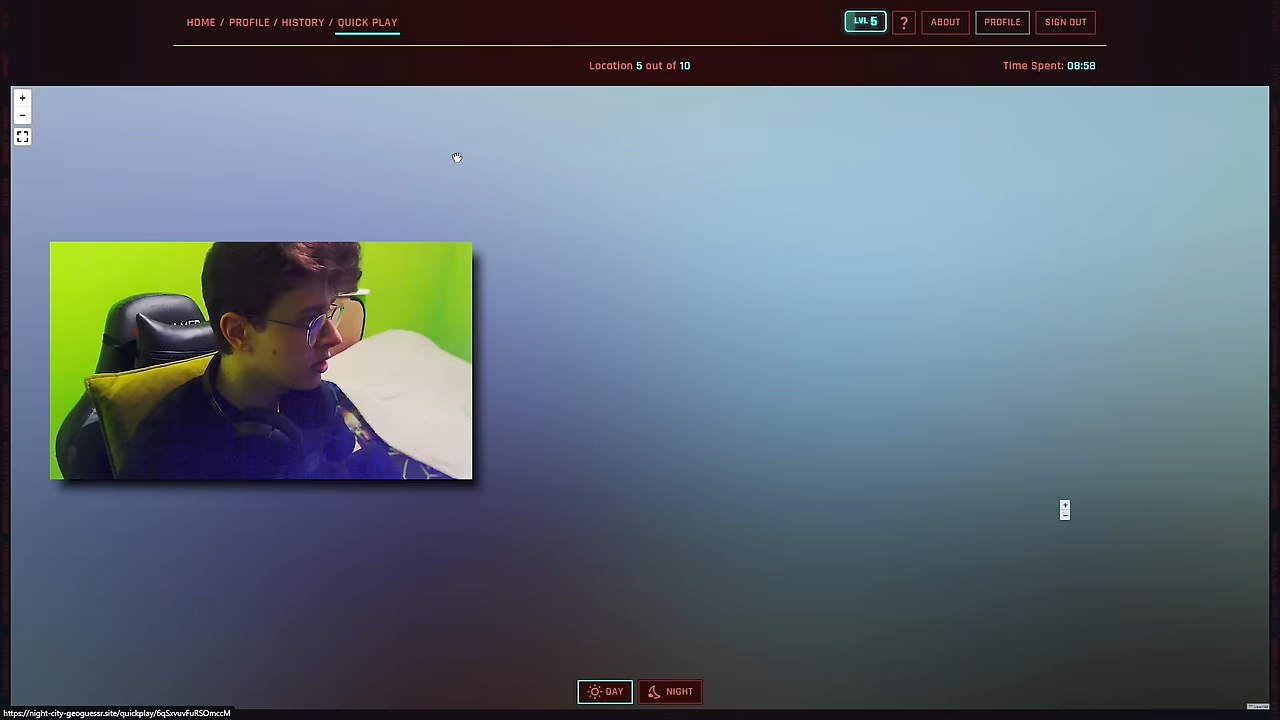 HOME / PROFILE / HISTORY / QUICK PLAY
LVL 5
?
ABOUT
PROFILE
SIGN OUT
Location 5 out of 10
Time Spent: 08:58
+
−
+
−
DAY
NIGHT
https://night-city-geoguessr.site/quickplay/6qSxvuvFuRSOmccM
Leaflet